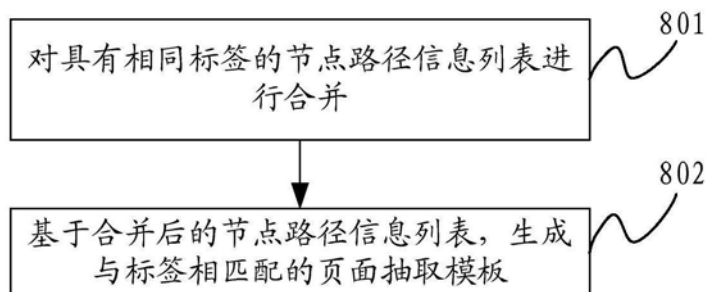 801
对具有相同标签的节点路径信息列表进
行合并
802
基于合并后的节点路径信息列表，生成
与标签相匹配的页面抽取模板